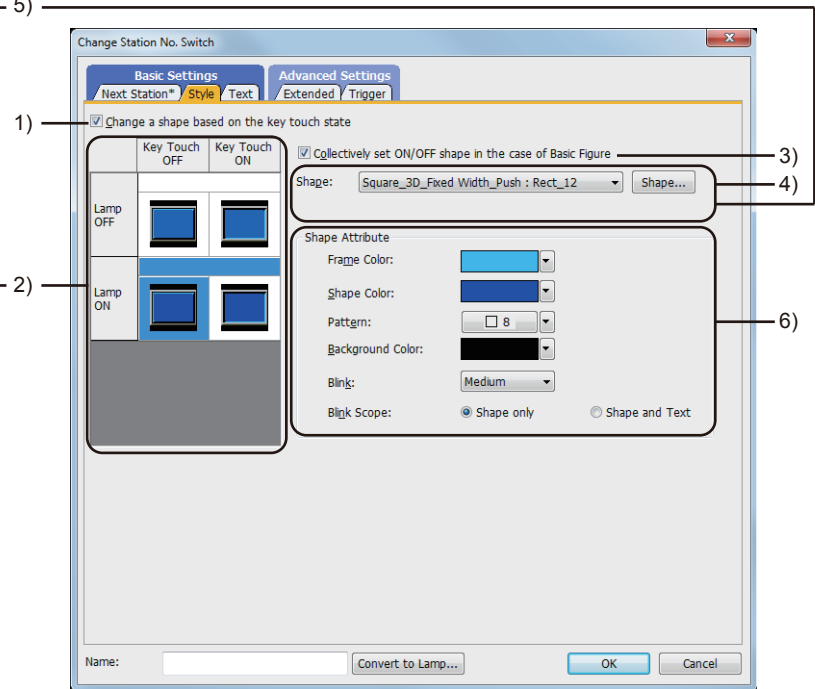 5)
Change Station No. Switch
Basic Settings
Advanced Settings
Next Station*
Style
Text
Extended
Trigger
1)
Change a shape based on the key touch state
Key Touch
OFF
Key Touch
ON
Collectively set ON/OFF shape in the case of Basic Figure
3)
Shape:
Square_3D_Fixed Width_Push : Rect_12
Shape...
4)
Lamp
OFF
Lamp
ON
2)
Shape Attribute
Frame Color:
Shape Color:
Pattern:
8
6)
Background Color:
Blink:
Medium
Blink Scope:
Shape only
Shape and Text
Name:
Convert to Lamp...
OK
Cancel